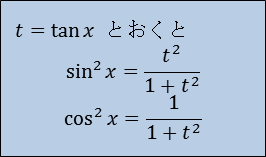 t = tan x とおくと
sin² x = t² / (1 + t²)
cos² x = 1 / (1 + t²)